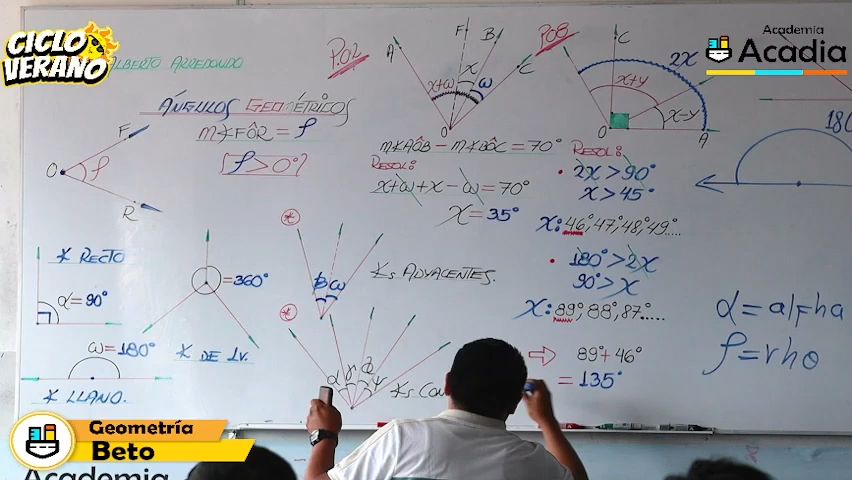 CICLO
VERANO
ALBERTO ARREDONDO
ÁNGULOS GEOMÉTRICOS
m∢FÔR = ρ
(ρ > 0°)
F
O
ρ
R
* RECTO
α = 90°
ω = 180°
* LLANO.
= 360°
* DE 1v.
*
β ω
∢s ADYACENTES.
*
∢s Co
P.02
A
F
B
C
x+ω
x
ω
O
m∢AÔB - m∢BÔC = 70°
RESOL:
x+ω+x-ω = 70°
x = 35°
P.08
C
2x
x+y
x-y
O
A
RESOL:
• 2x > 90°
x > 45°
x: 46°, 47°, 48°, 49°.....
• 180° > 2x
90° > x
x: 89°, 88°, 87°.....
⇨ 89° + 46°
= 135°
180
α = alfha
ρ = rho
Academia
Acadia
Geometría
Beto
Academia